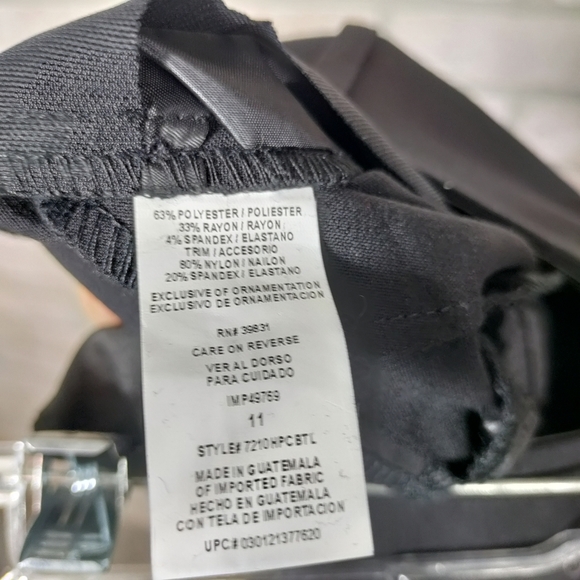 63% POLYESTER / POLIESTER
33% RAYON / RAYON
4% SPANDEX / ELASTANO
TRIM / ACCESORIO
80% NYLON / NAILON
20% SPANDEX / ELASTANO
EXCLUSIVE OF ORNAMENTATION
EXCLUSIVO DE ORNAMENTACION
RN# 39831
CARE ON REVERSE
VER AL DORSO
PARA CUIDADO
IMP49769
11
STYLE# 7210HPCBTL
MADE IN GUATEMALA
OF IMPORTED FABRIC
HECHO EN GUATEMALA
CON TELA DE IMPORTACION
UPC# 030121377620